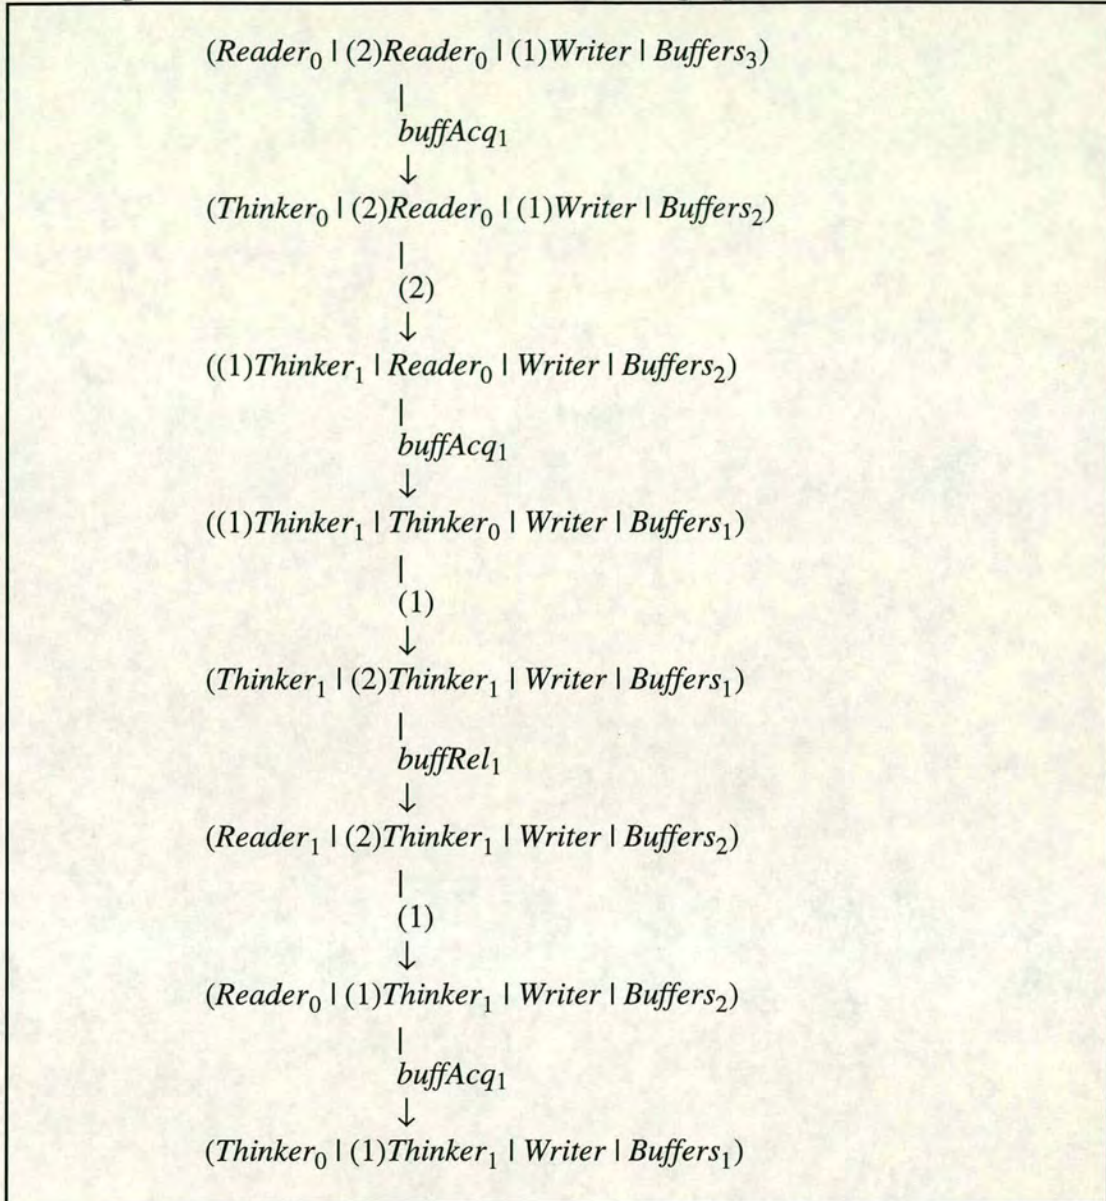 (Reader₀ | (2)Reader₀ | (1)Writer | Buffers₃)
|
buffAcq₁
↓
(Thinker₀ | (2)Reader₀ | (1)Writer | Buffers₂)
|
(2)
↓
((1)Thinker₁ | Reader₀ | Writer | Buffers₂)
|
buffAcq₁
↓
((1)Thinker₁ | Thinker₀ | Writer | Buffers₁)
|
(1)
↓
(Thinker₁ | (2)Thinker₁ | Writer | Buffers₁)
|
buffRel₁
↓
(Reader₁ | (2)Thinker₁ | Writer | Buffers₂)
|
(1)
↓
(Reader₀ | (1)Thinker₁ | Writer | Buffers₂)
|
buffAcq₁
↓
(Thinker₀ | (1)Thinker₁ | Writer | Buffers₁)